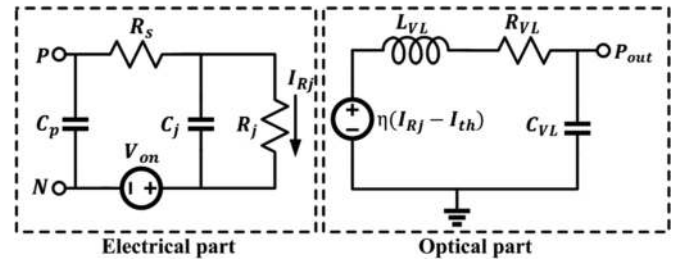 R_s
L_VL
R_VL
P
I_Rj
P_out
C_p
C_j
R_j
+
−
η(I_Rj − I_th)
C_VL
V_on
N
− +
Electrical part
Optical part